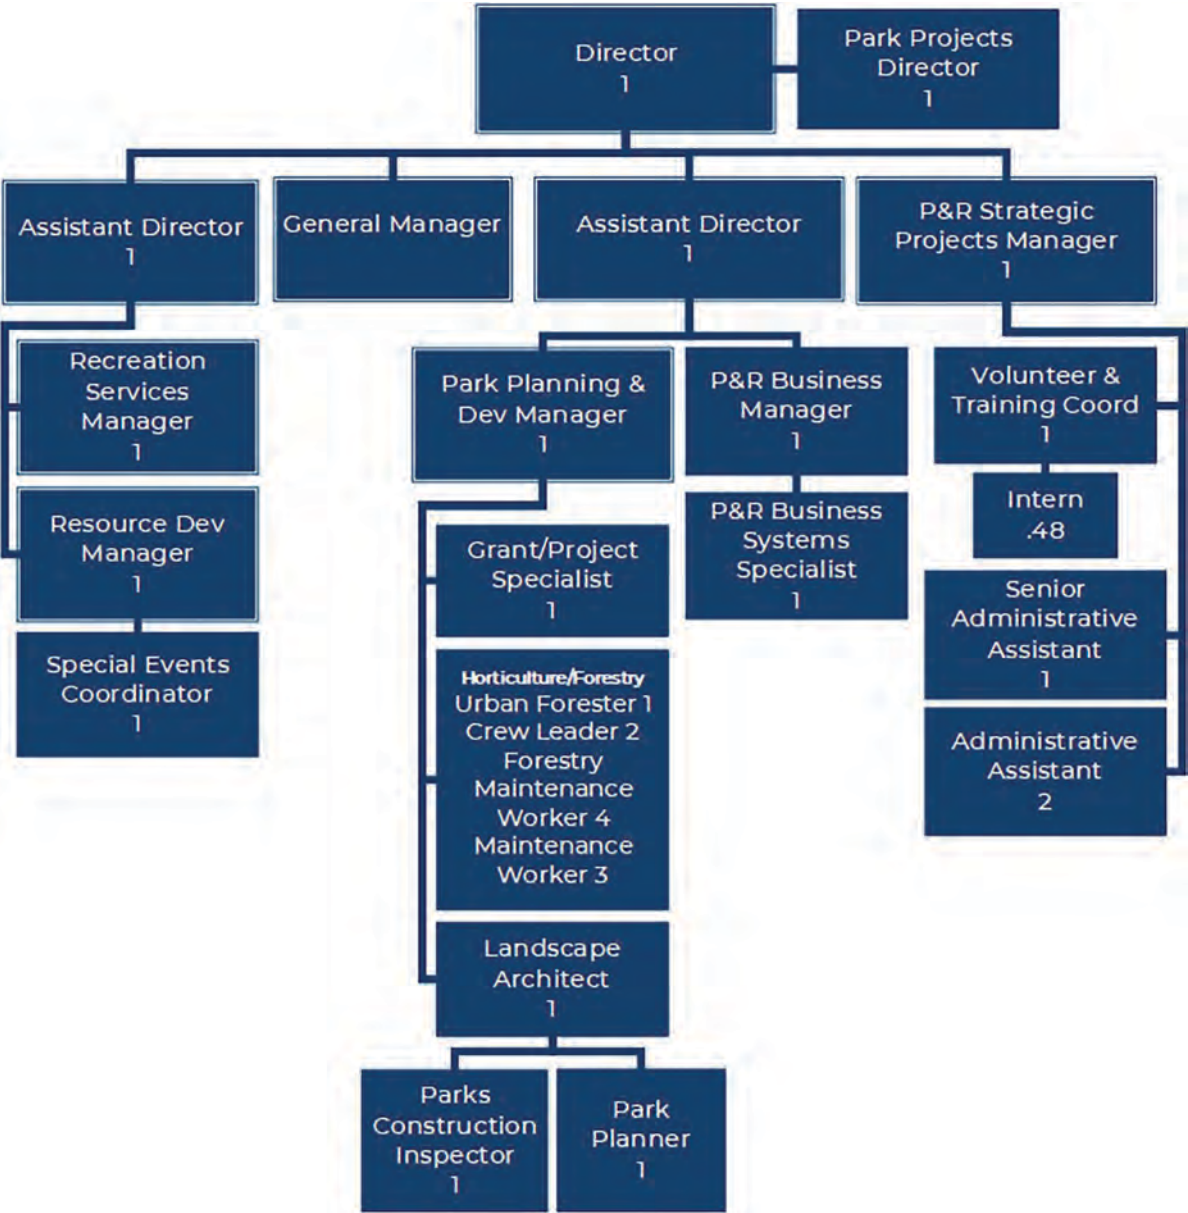 Director
1
Park Projects
Director
1
Assistant Director
1
General Manager
Assistant Director
1
P&R Strategic
Projects Manager
1
Recreation
Services
Manager
1
Resource Dev
Manager
1
Special Events
Coordinator
1
Park Planning &
Dev Manager
1
Grant/Project
Specialist
1
Horticulture/Forestry
Urban Forester 1
Crew Leader 2
Forestry
Maintenance
Worker 4
Maintenance
Worker 3
Landscape
Architect
1
Parks
Construction
Inspector
1
Park
Planner
1
P&R Business
Manager
1
P&R Business
Systems
Specialist
1
Volunteer &
Training Coord
1
Intern
.48
Senior
Administrative
Assistant
1
Administrative
Assistant
2